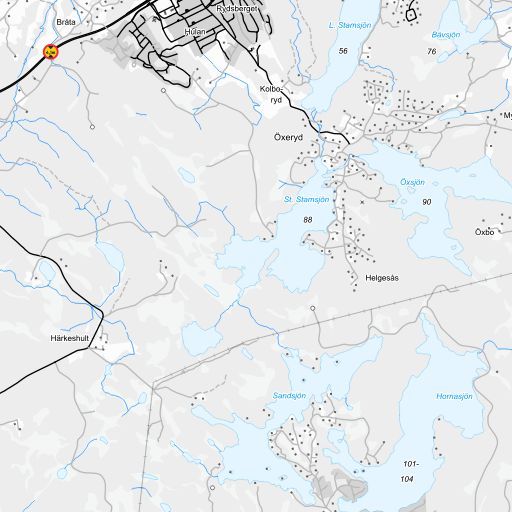 Rydsberget
Bråta
L. Stamsjön
Hulan
Bävsjön
56
76
Kolbo-
ryd
My
Öxeryd
Öxsjön
St. Stamsjön
90
88
Öxbo
Helgesås
Härkeshult
Sandsjön
Hornasjön
101-
104